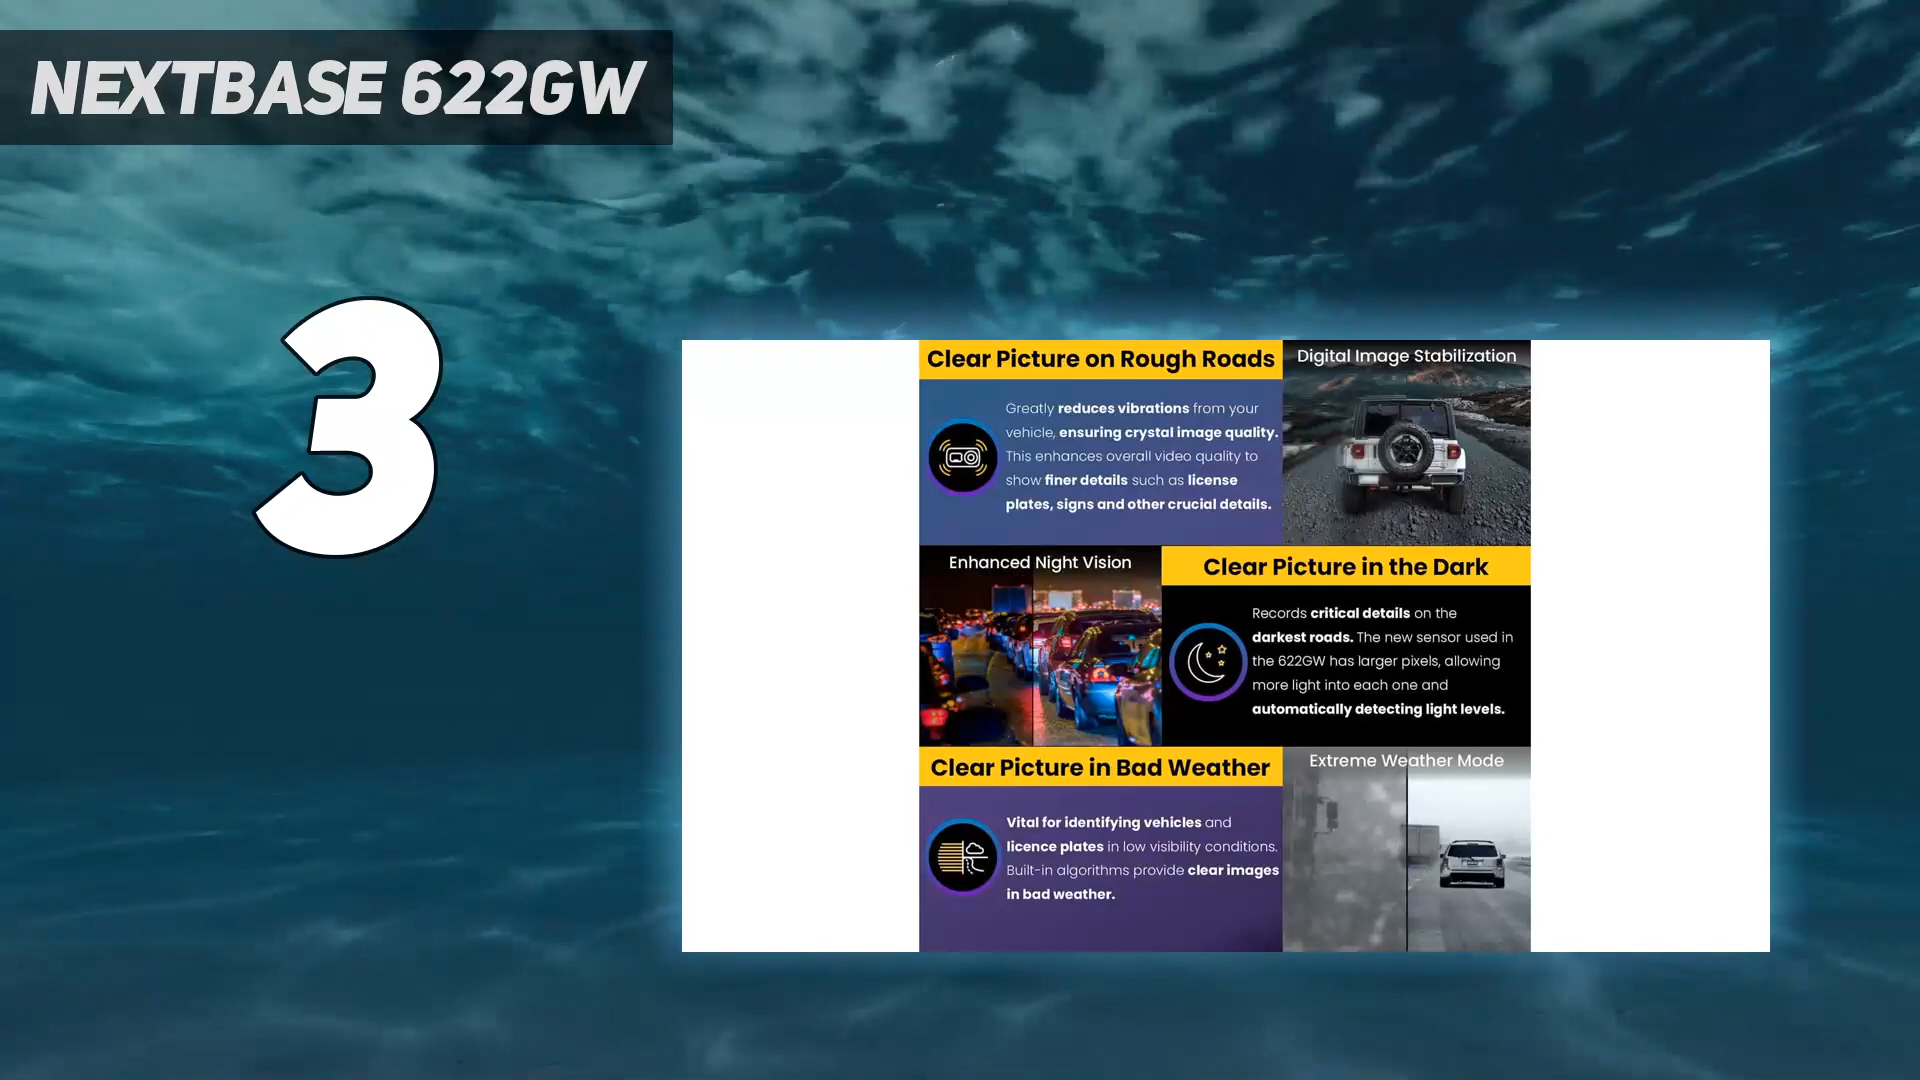 NEXTBASE 622GW
3
Clear Picture on Rough Roads
Digital Image Stabilization
Greatly reduces vibrations from your
vehicle, ensuring crystal image quality.
This enhances overall video quality to
show finer details such as license
plates, signs and other crucial details.
Enhanced Night Vision
Clear Picture in the Dark
Records critical details on the
darkest roads. The new sensor used in
the 622GW has larger pixels, allowing
more light into each one and
automatically detecting light levels.
Clear Picture in Bad Weather
Extreme Weather Mode
Vital for identifying vehicles and
licence plates in low visibility conditions.
Built-in algorithms provide clear images
in bad weather.